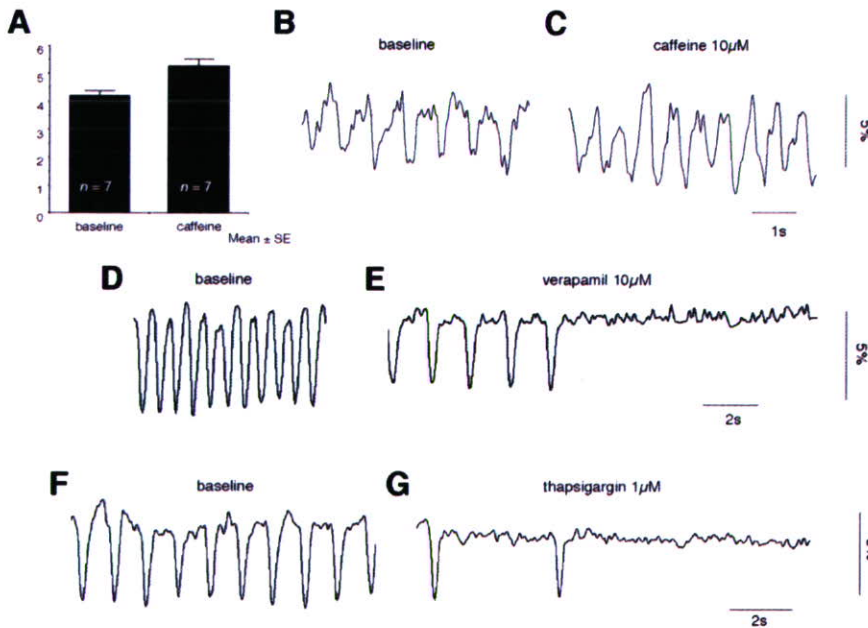 A
6
5
4
3
2
1
0
n = 7
n = 7
baseline
caffeine
Mean ± SE
B
baseline
C
caffeine 10µM
5%
1s
D
baseline
E
verapamil 10µM
5%
2s
F
baseline
G
thapsigargin 1µM
2s